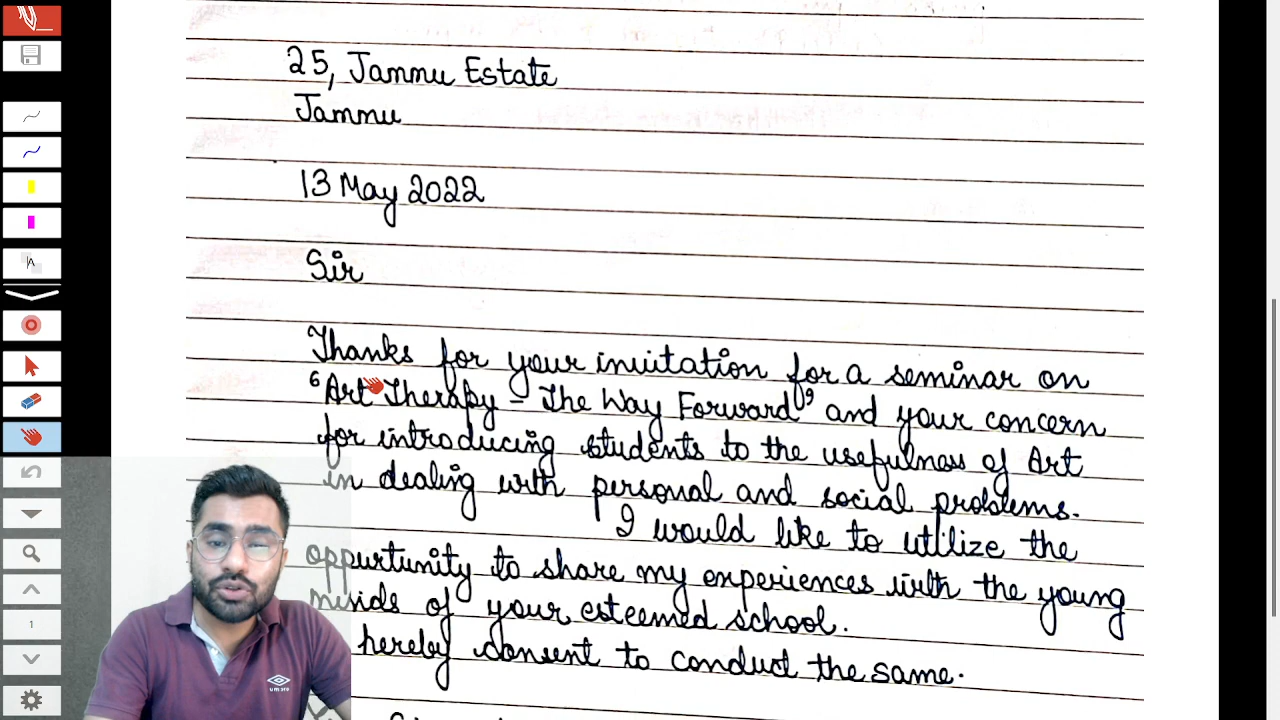 25, Jammu Estate
Jammu
13 May 2022
Sir
Thanks for your invitation for a seminar on
'Art Therapy - The Way Forward' and your concern
for introducing students to the usefulness of Art
in dealing with personal and social problems.
I would like to utilize the
oppurtunity to share my experiences with the young
minds of your esteemed school.
hereby consent to conduct the same.
umbro
1